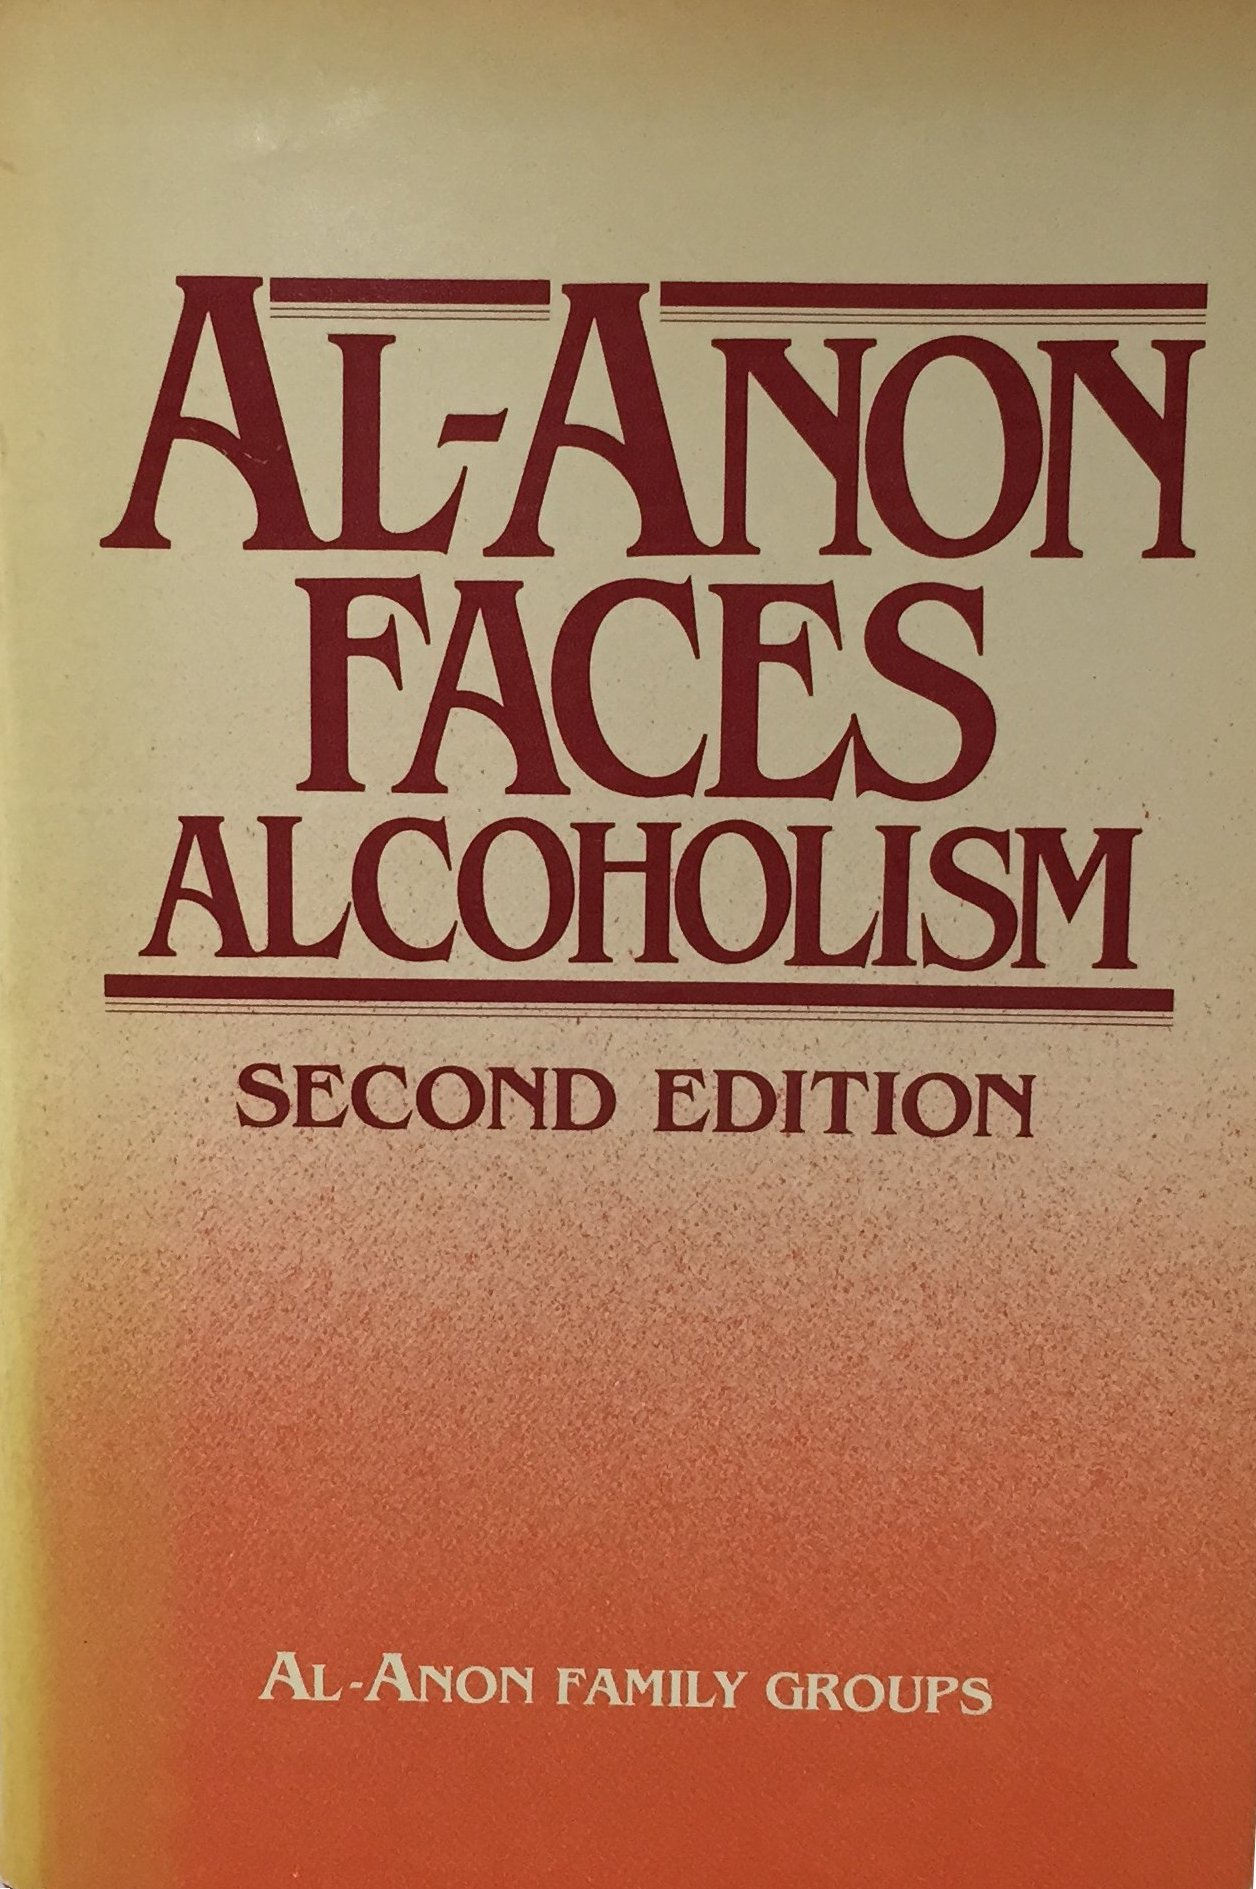 AL-ANON
FACES
ALCOHOLISM
SECOND EDITION
AL-ANON FAMILY GROUPS